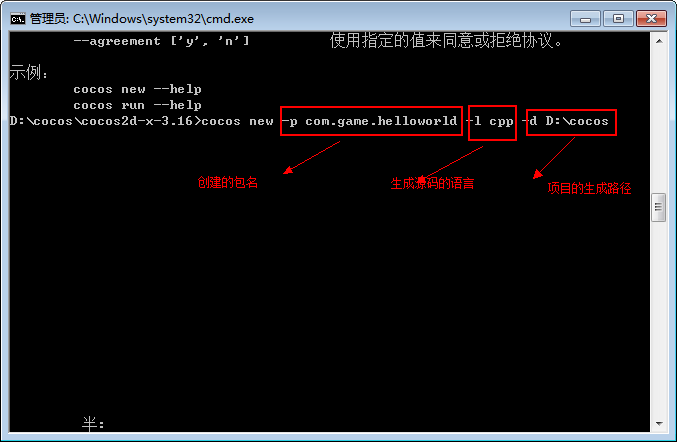 管理员: C:\Windows\system32\cmd.exe
--agreement ['y', 'n'] 使用指定的值来同意或拒绝协议。
示例:
cocos new --help
cocos run --help
D:\cocos\cocos2d-x-3.16>cocos new -p com.game.helloworld -l cpp -d D:\cocos
创建的包名 生成源码的语言 项目的生成路径
半: